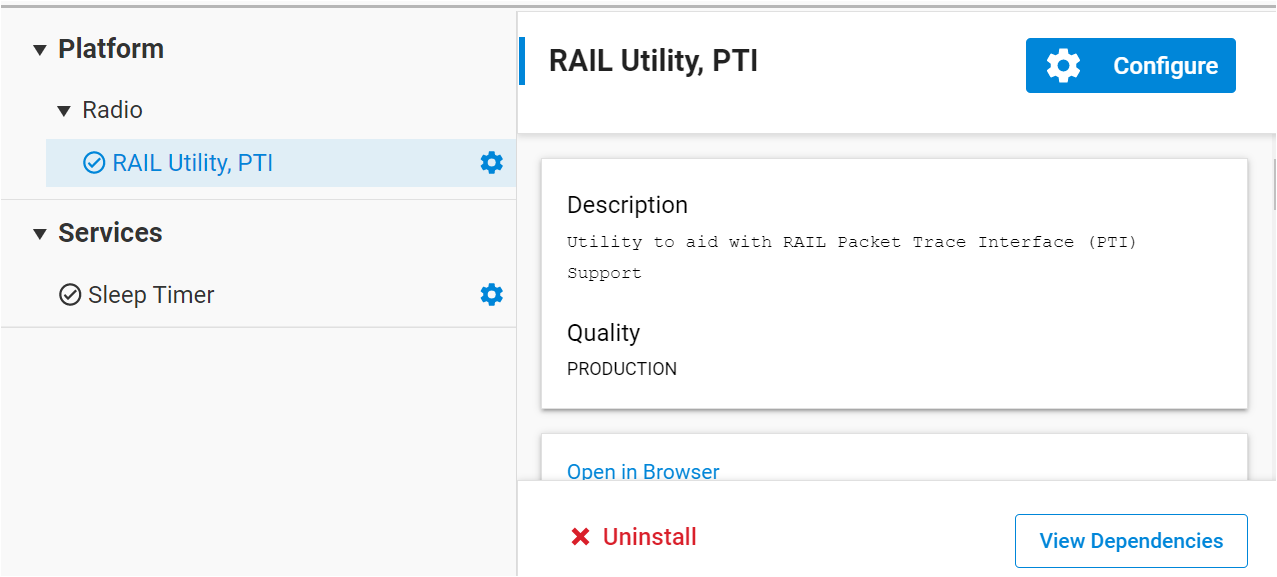 Platform
Radio
RAIL Utility, PTI
Services
Sleep Timer
RAIL Utility, PTI
Configure
Description
Utility to aid with RAIL Packet Trace Interface (PTI)
Support
Quality
PRODUCTION
Open in Browser
Uninstall
View Dependencies